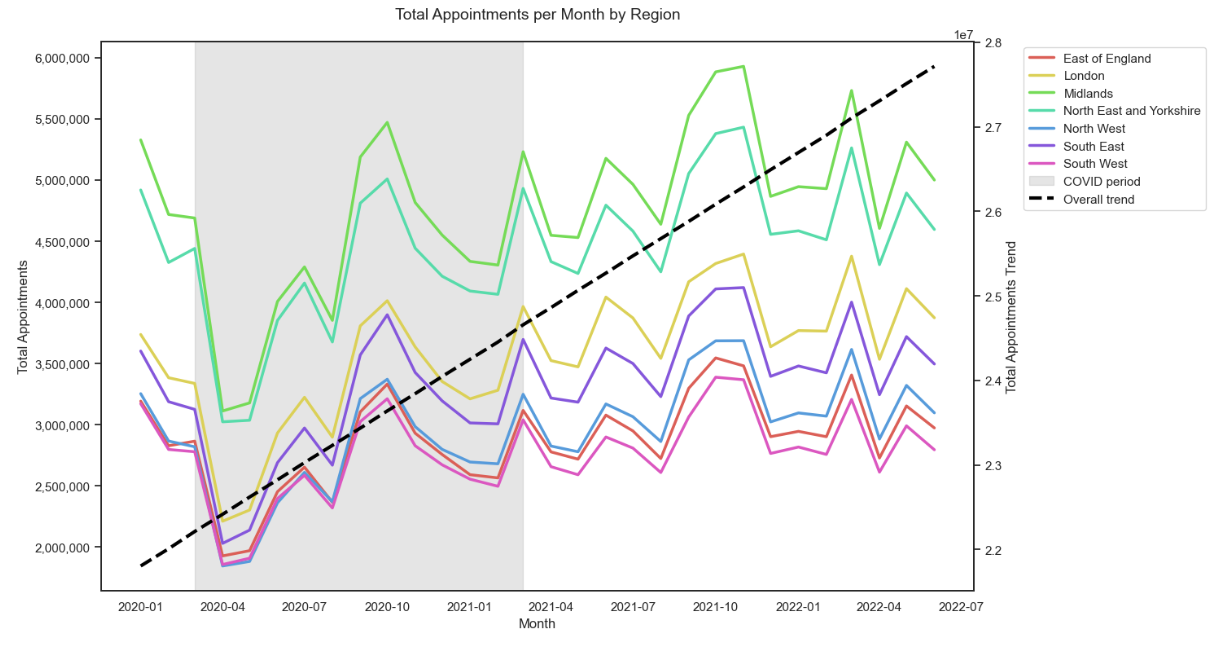 Total Appointments per Month by Region
1e7
6,000,000
5,500,000
5,000,000
4,500,000
4,000,000
3,500,000
3,000,000
2,500,000
2,000,000
Total Appointments
2.8
2.7
2.6
2.5
2.4
2.3
2.2
Total Appointments Trend
2020-01
2020-04
2020-07
2020-10
2021-01
2021-04
2021-07
2021-10
2022-01
2022-04
2022-07
Month
East of England
London
Midlands
North East and Yorkshire
North West
South East
South West
COVID period
Overall trend